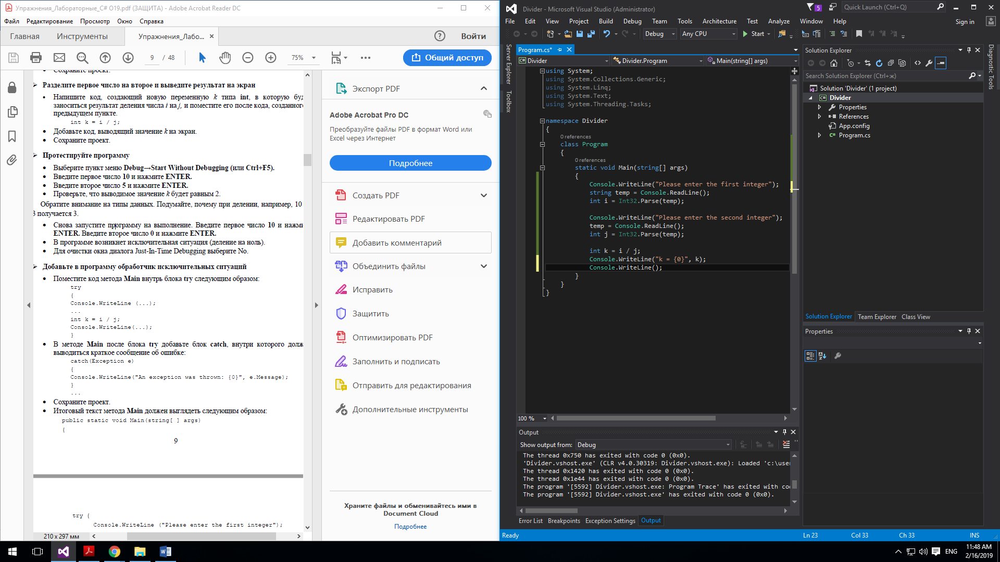 Упражнения_Лабораторные_C# O19.pdf (ЗАЩИТА) - Adobe Acrobat Reader DC
Файл Редактирование Просмотр Окно Справка
Главная Инструменты Упражнения_Лабо... × Войти
9 / 48 75% Общий доступ
Сохраните проект.
Разделите первое число на второе и выведите результат на экран
• Напишите код, создающий новую переменную k типа int, в которую буд
заноситься результат деления числа i на j, и поместите его после кода, созданного
предыдущем пункте.
int k = i / j;
• Добавьте код, выводящий значение k на экран.
• Сохраните проект.
Протестируйте программу
• Выберите пункт меню Debug→Start Without Debugging (или Ctrl+F5).
• Введите первое число 10 и нажмите ENTER.
• Введите второе число 5 и нажмите ENTER.
• Проверьте, что выводимое значение k будет равным 2.
Обратите внимание на типы данных. Подумайте, почему при делении, например, 10
3 получается 3.
• Снова запустите программу на выполнение. Введите первое число 10 и нажми
ENTER. Введите второе число 0 и нажмите ENTER.
• В программе возникнет исключительная ситуация (деление на ноль).
• Для очистки окна диалога Just-In-Time Debugging выберите No.
Добавьте в программу обработчик исключительных ситуаций
• Поместите код метода Main внутрь блока try следующим образом:
try
{
Console.WriteLine (...);
...
int k = i / j;
Console.WriteLine(...);
}
• В методе Main после блока try добавьте блок catch, внутри которого долж
выводиться краткое сообщение об ошибке:
catch(Exception e)
{
Console.WriteLine("An exception was thrown: {0}", e.Message);
}
...
• Сохраните проект.
• Итоговый текст метода Main должен выглядеть следующим образом:
public static void Main(string[ ] args)
{
9
try {
Console.WriteLine ("Please enter the first integer");
210 x 297 мм
Экспорт PDF
Adobe Acrobat Pro DC
Преобразуйте файлы PDF в формат Word или
Excel через Интернет
Подробнее
Создать PDF
Редактировать PDF
Добавить комментарий
Объединить файлы
Исправить
Защитить
Оптимизировать PDF
Заполнить и подписать
Отправить для редактирования
Дополнительные инструменты
Храните файлы и обменивайтесь ими в
Document Cloud
Подробнее
Divider - Microsoft Visual Studio (Administrator) 5 Quick Launch (Ctrl+Q)
File Edit View Project Build Debug Team Tools Architecture Test Analyze Window Help Sign in
Debug Any CPU Start
Server Explorer
Toolbox
Program.cs*
Divider Divider.Program Main(string[] args)
using System;
using System.Collections.Generic;
using System.Linq;
using System.Text;
using System.Threading.Tasks;
namespace Divider
{
0 references
class Program
{
0 references
static void Main(string[] args)
{
Console.WriteLine("Please enter the first integer");
string temp = Console.ReadLine();
int i = Int32.Parse(temp);
Console.WriteLine("Please enter the second integer");
temp = Console.ReadLine();
int j = Int32.Parse(temp);
int k = i / j;
Console.WriteLine("k = {0}", k);
Console.WriteLine();
}
}
}
100 %
Output
Show output from: Debug
The thread 0x750 has exited with code 0 (0x0).
'Divider.vshost.exe' (CLR v4.0.30319: Divider.vshost.exe): Loaded 'c:\use
The thread 0x1420 has exited with code 0 (0x0).
The thread 0x1e44 has exited with code 0 (0x0).
The program '[5592] Divider.vshost.exe: Program Trace' has exited with co
The program '[5592] Divider.vshost.exe' has exited with code 0 (0x0).
Error List Breakpoints Exception Settings Output
Solution Explorer
Search Solution Explorer (Ctrl+ж)
Solution 'Divider' (1 project)
C# Divider
Properties
References
App.config
C# Program.cs
Solution Explorer Team Explorer Class View
Properties
Diagnostic Tools
Ready Ln 23 Col 33 Ch 33 INS
ENG
11:48 AM
2/16/2019